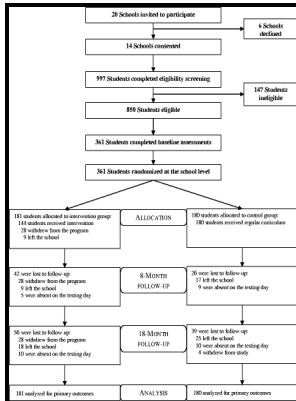 20 Schools invited to participate
6 Schools
declined
14 Schools consented
997 Students completed eligibility screening
147 Students
ineligible
850 Students eligible
361 Students completed baseline assessments
361 Students randomized at the school level
181 students allocated to intervention group:
144 students received intervention
28 withdrew from the program
9 left the school
ALLOCATION
180 students allocated to control group:
180 students received regular curriculum
42 were lost to follow-up:
28 withdrew from the program
9 left the school
5 were absent on the testing day
8-MONTH
FOLLOW-UP
26 were lost to follow-up:
17 left the school
9 were absent on the testing day
56 were lost to follow-up:
28 withdrew from the program
18 left the school
10 were absent on the testing day
18-MONTH
FOLLOW-UP
39 were lost to follow-up:
25 left the school
10 were absent on the testing day
4 withdrew from study
181 analyzed for primary outcomes
ANALYSIS
180 analyzed for primary outcomes